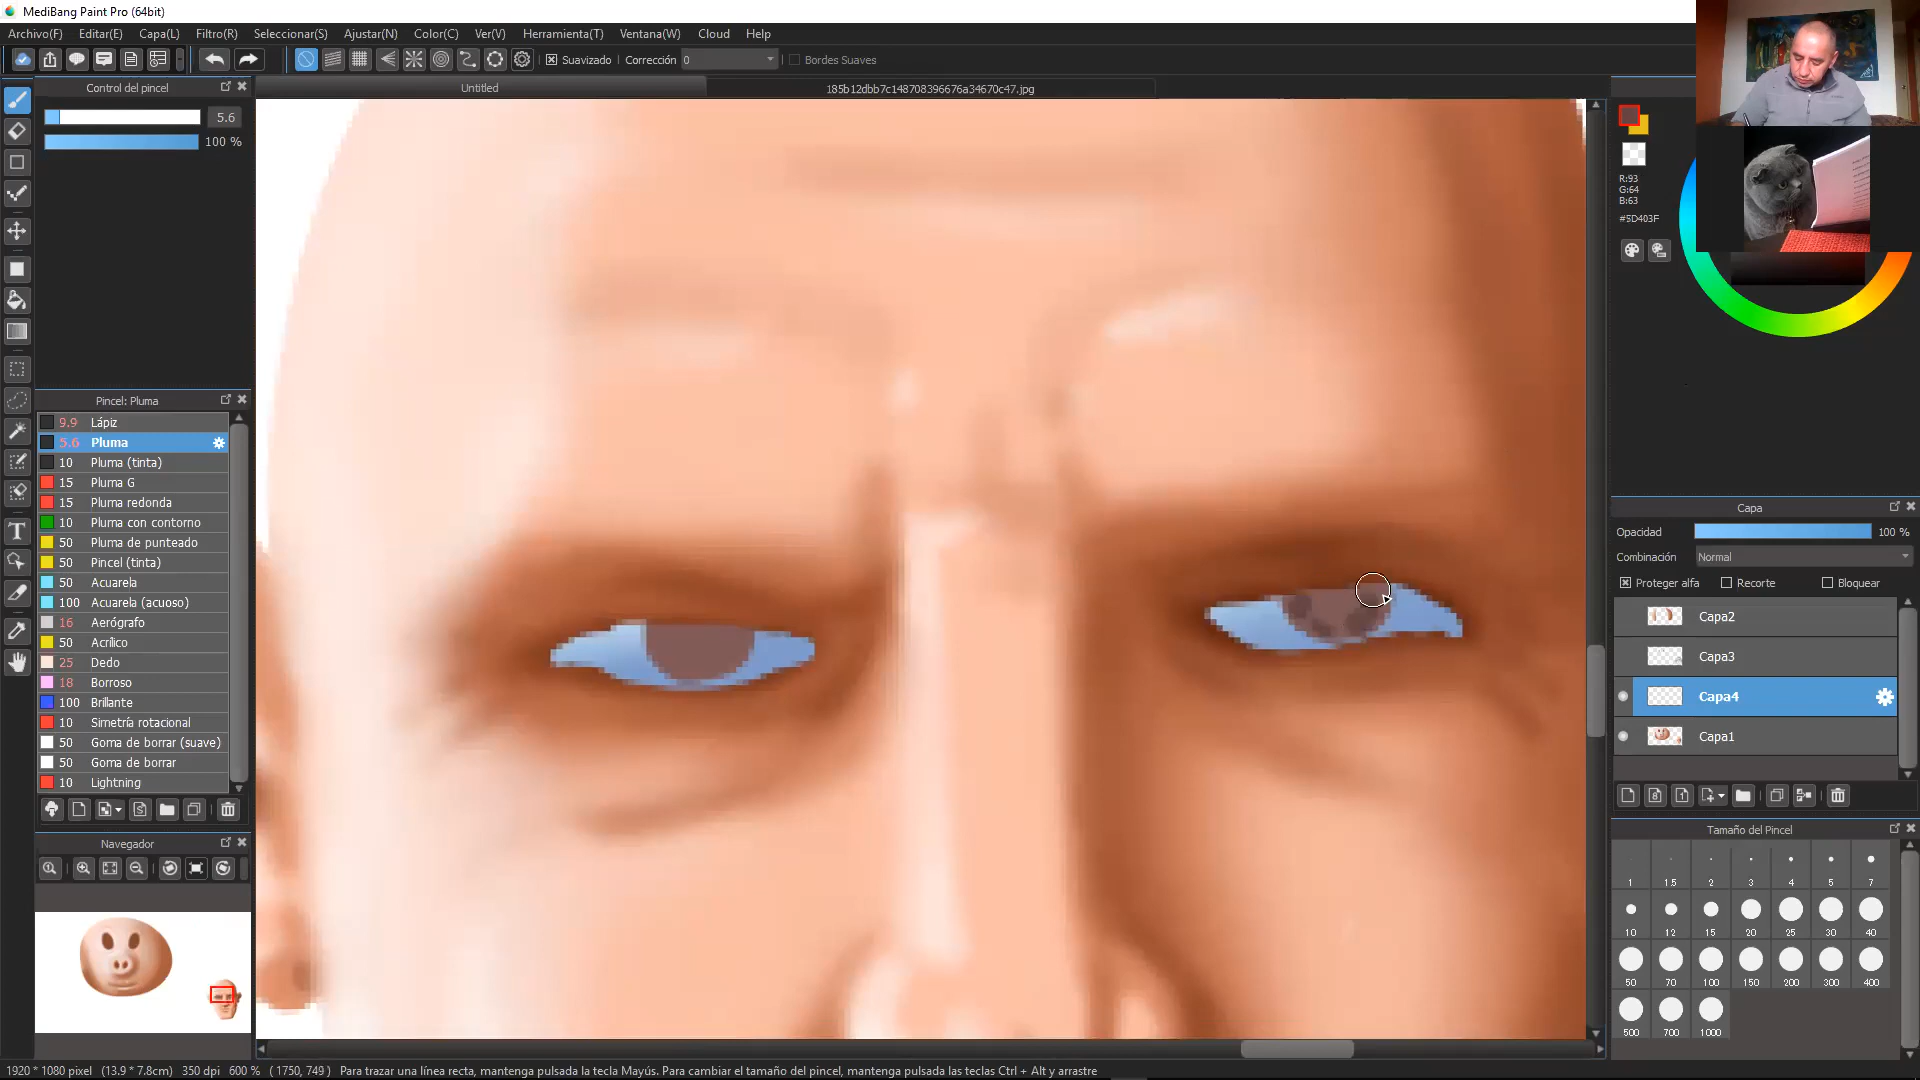 MediBang Paint Pro (64bit)
Archivo(F) Editar(E) Capa(L) Filtro(R) Seleccionar(S) Ajustar(N) Color(C) Ver(V) Herramienta(T) Ventana(W) Cloud Help
Suavizado Corrección 0 Bordes Suaves
Control del pincel
Untitled
185b12dbb7c148708396676a34670c47.jpg
5.6
100 %
R:93
G:64
B:63
#5D403F
Pincel: Pluma
9.9 Lápiz
5.6 Pluma
10 Pluma (tinta)
15 Pluma G
15 Pluma redonda
10 Pluma con contorno
50 Pluma de punteado
50 Pincel (tinta)
50 Acuarela
100 Acuarela (acuoso)
16 Aerógrafo
50 Acrílico
25 Dedo
18 Borroso
100 Brillante
10 Simetría rotacional
50 Goma de borrar (suave)
50 Goma de borrar
10 Lightning
Capa
Opacidad 100 %
Combinación Normal
Proteger alfa Recorte Bloquear
Capa2
Capa3
Capa4
Capa1
Navegador
Tamaño del Pincel
1 1.5 2 3 4 5 7
10 12 15 20 25 30 40
50 70 100 150 200 300 400
500 700 1000
1920 * 1080 pixel (13.9 * 7.8cm) 350 dpi 600 % ( 1750, 749 ) Para trazar una línea recta, mantenga pulsada la tecla Mayús. Para cambiar el tamaño del pincel, mantenga pulsada las teclas Ctrl + Alt y arrastre